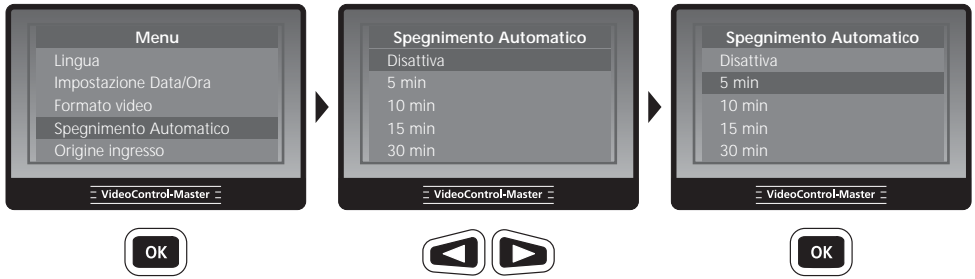 Menu
Lingua
Impostazione Data/Ora
Formato video
Spegnimento Automatico
Origine ingresso
VideoControl-Master
OK
Spegnimento Automatico
Disattiva
5 min
10 min
15 min
30 min
VideoControl-Master
Spegnimento Automatico
Disattiva
5 min
10 min
15 min
30 min
VideoControl-Master
OK